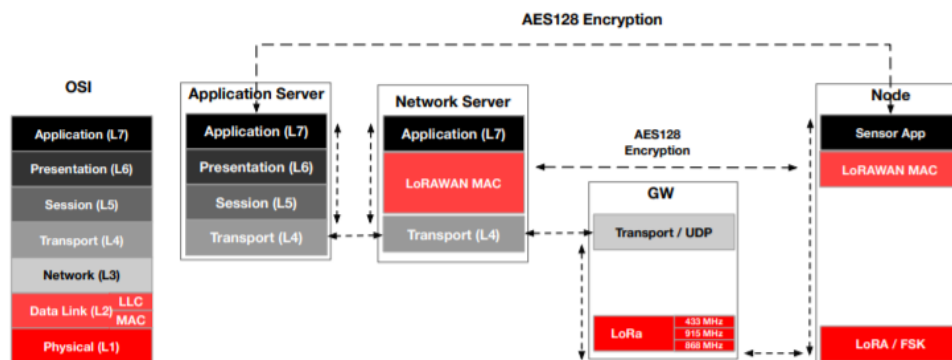 AES128 Encryption
OSI
Application (L7)
Presentation (L6)
Session (L5)
Transport (L4)
Network (L3)
Data Link (L2)
LLC
MAC
Physical (L1)
Application Server
Application (L7)
Presentation (L6)
Session (L5)
Transport (L4)
Network Server
Application (L7)
LoRAWAN MAC
Transport (L4)
AES128
Encryption
GW
Transport / UDP
LoRa
433 MHz
915 MHz
868 MHz
Node
Sensor App
LoRAWAN MAC
LoRA / FSK